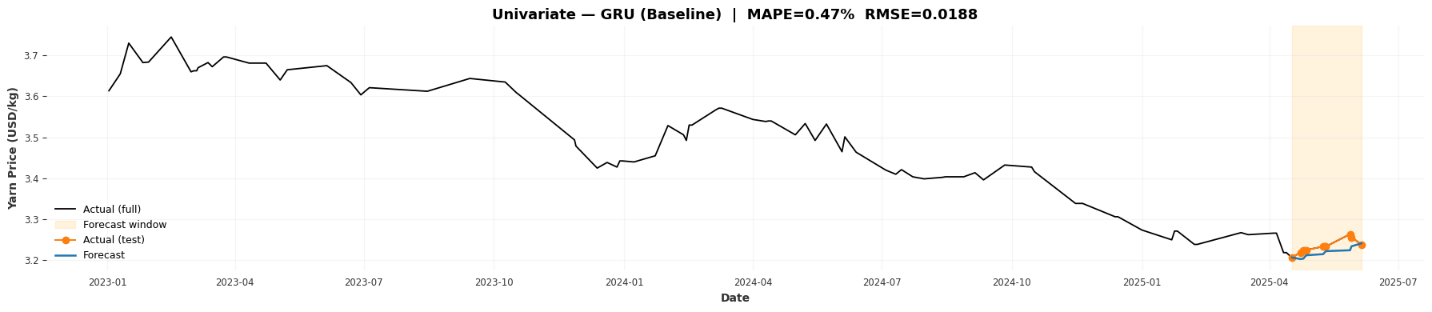 Univariate — GRU (Baseline)  |  MAPE=0.47%  RMSE=0.0188
Yarn Price (USD/kg)
3.7
3.6
3.5
3.4
3.3
3.2
Actual (full)
Forecast window
Actual (test)
Forecast
2023-01 2023-04 2023-07 2023-10 2024-01 2024-04 2024-07 2024-10 2025-01 2025-04 2025-07
Date